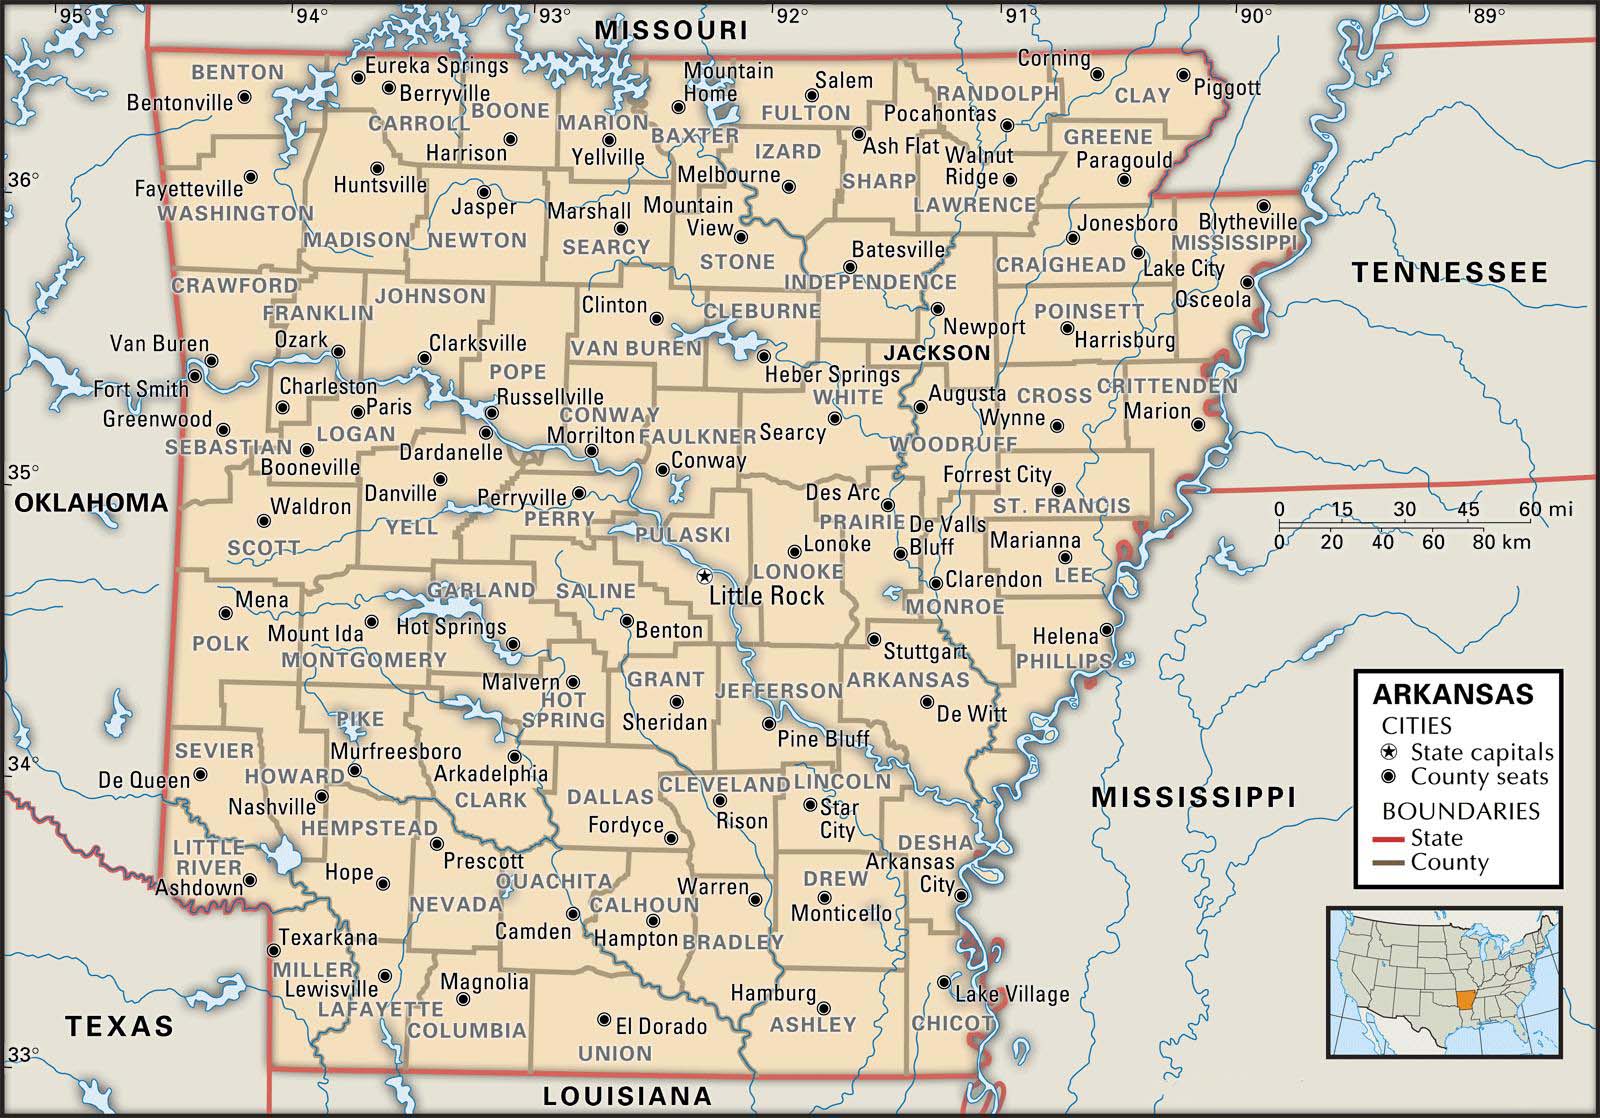 95° 94° 93° 92° 91° 90° 89°
MISSOURI
BENTON
Bentonville
Eureka Springs
Berryville
CARROLL
BOONE
Harrison
MARION
Yellville
Mountain
Home
BAXTER
Salem
FULTON
Corning
RANDOLPH
Pocahontas
CLAY
Piggott
GREENE
Paragould
IZARD
Melbourne
Ash Flat
SHARP
Walnut
Ridge
LAWRENCE
36°
Fayetteville
WASHINGTON
Huntsville
MADISON
Jasper
NEWTON
Marshall
SEARCY
Mountain
View
STONE
Batesville
INDEPENDENCE
Jonesboro
Lake City
CRAIGHEAD
Blytheville
MISSISSIPPI
Osceola
TENNESSEE
CRAWFORD
FRANKLIN
JOHNSON
Clinton
VAN BUREN
CLEBURNE
Heber Springs
Newport
JACKSON
POINSETT
Harrisburg
Van Buren
Ozark
Clarksville
POPE
Russellville
Fort Smith
Greenwood
SEBASTIAN
Charleston
Paris
LOGAN
Booneville
Dardanelle
CONWAY
Morrilton
FAULKNER
Conway
WHITE
Searcy
Augusta
WOODRUFF
CROSS
Wynne
CRITTENDEN
Marion
35°
OKLAHOMA
Waldron
SCOTT
Danville
YELL
Perryville
PERRY
PULASKI
Little Rock
Des Arc
PRAIRIE
De Valls
Bluff
Lonoke
LONOKE
Forrest City
ST. FRANCIS
Marianna
LEE
Clarendon
MONROE
0 15 30 45 60 mi
0 20 40 60 80 km
Mena
POLK
Mount Ida
MONTGOMERY
GARLAND
Hot Springs
SALINE
Benton
Malvern
HOT
SPRING
GRANT
Sheridan
JEFFERSON
Pine Bluff
Stuttgart
ARKANSAS
De Witt
Helena
PHILLIPS
34°
SEVIER
De Queen
HOWARD
Nashville
PIKE
Murfreesboro
Arkadelphia
CLARK
DALLAS
Fordyce
CLEVELAND
Rison
LINCOLN
Star
City
DESHA
Arkansas
City
MISSISSIPPI
LITTLE
RIVER
Ashdown
HEMPSTEAD
Hope
Prescott
NEVADA
OUACHITA
Camden
CALHOUN
Hampton
Warren
BRADLEY
DREW
Monticello
Texarkana
MILLER
Lewisville
LAFAYETTE
Magnolia
COLUMBIA
El Dorado
UNION
Hamburg
ASHLEY
Lake Village
CHICOT
TEXAS
33°
LOUISIANA
ARKANSAS
CITIES
State capitals
County seats
BOUNDARIES
State
County